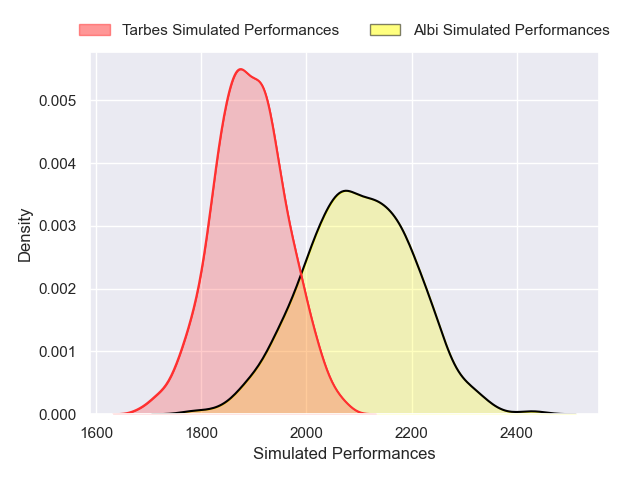 Tarbes Simulated Performances
Albi Simulated Performances
0.005
0.004
0.003
0.002
0.001
0.000
Density
1600 1800 2000 2200 2400
Simulated Performances